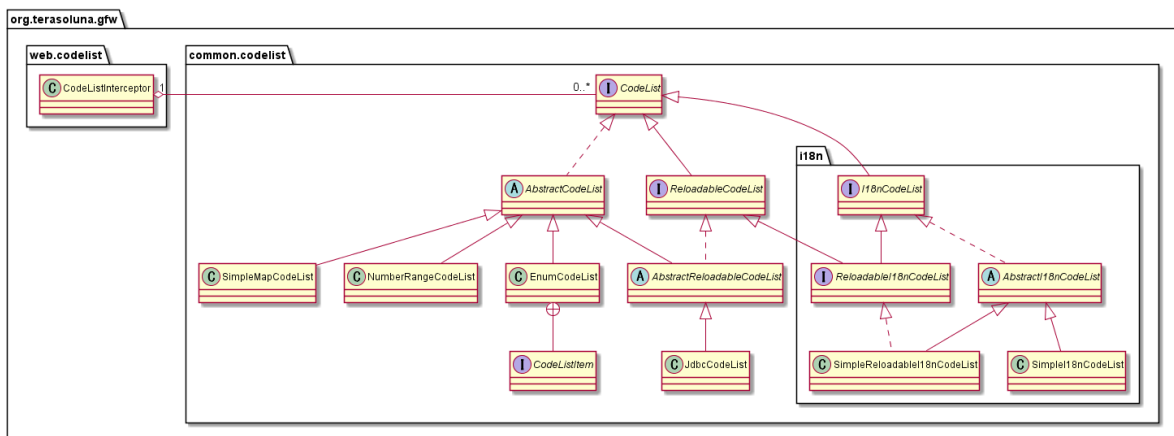 org.terasoluna.gfw
web.codelist
common.codelist
C CodeListInterceptor
1
0..*
I CodeList
i18n
A AbstractCodeList
I ReloadableCodeList
I I18nCodeList
C SimpleMapCodeList
C NumberRangeCodeList
C EnumCodeList
A AbstractReloadableCodeList
I ReloadableI18nCodeList
A AbstractI18nCodeList
I CodeListItem
C JdbcCodeList
C SimpleReloadableI18nCodeList
C SimpleI18nCodeList